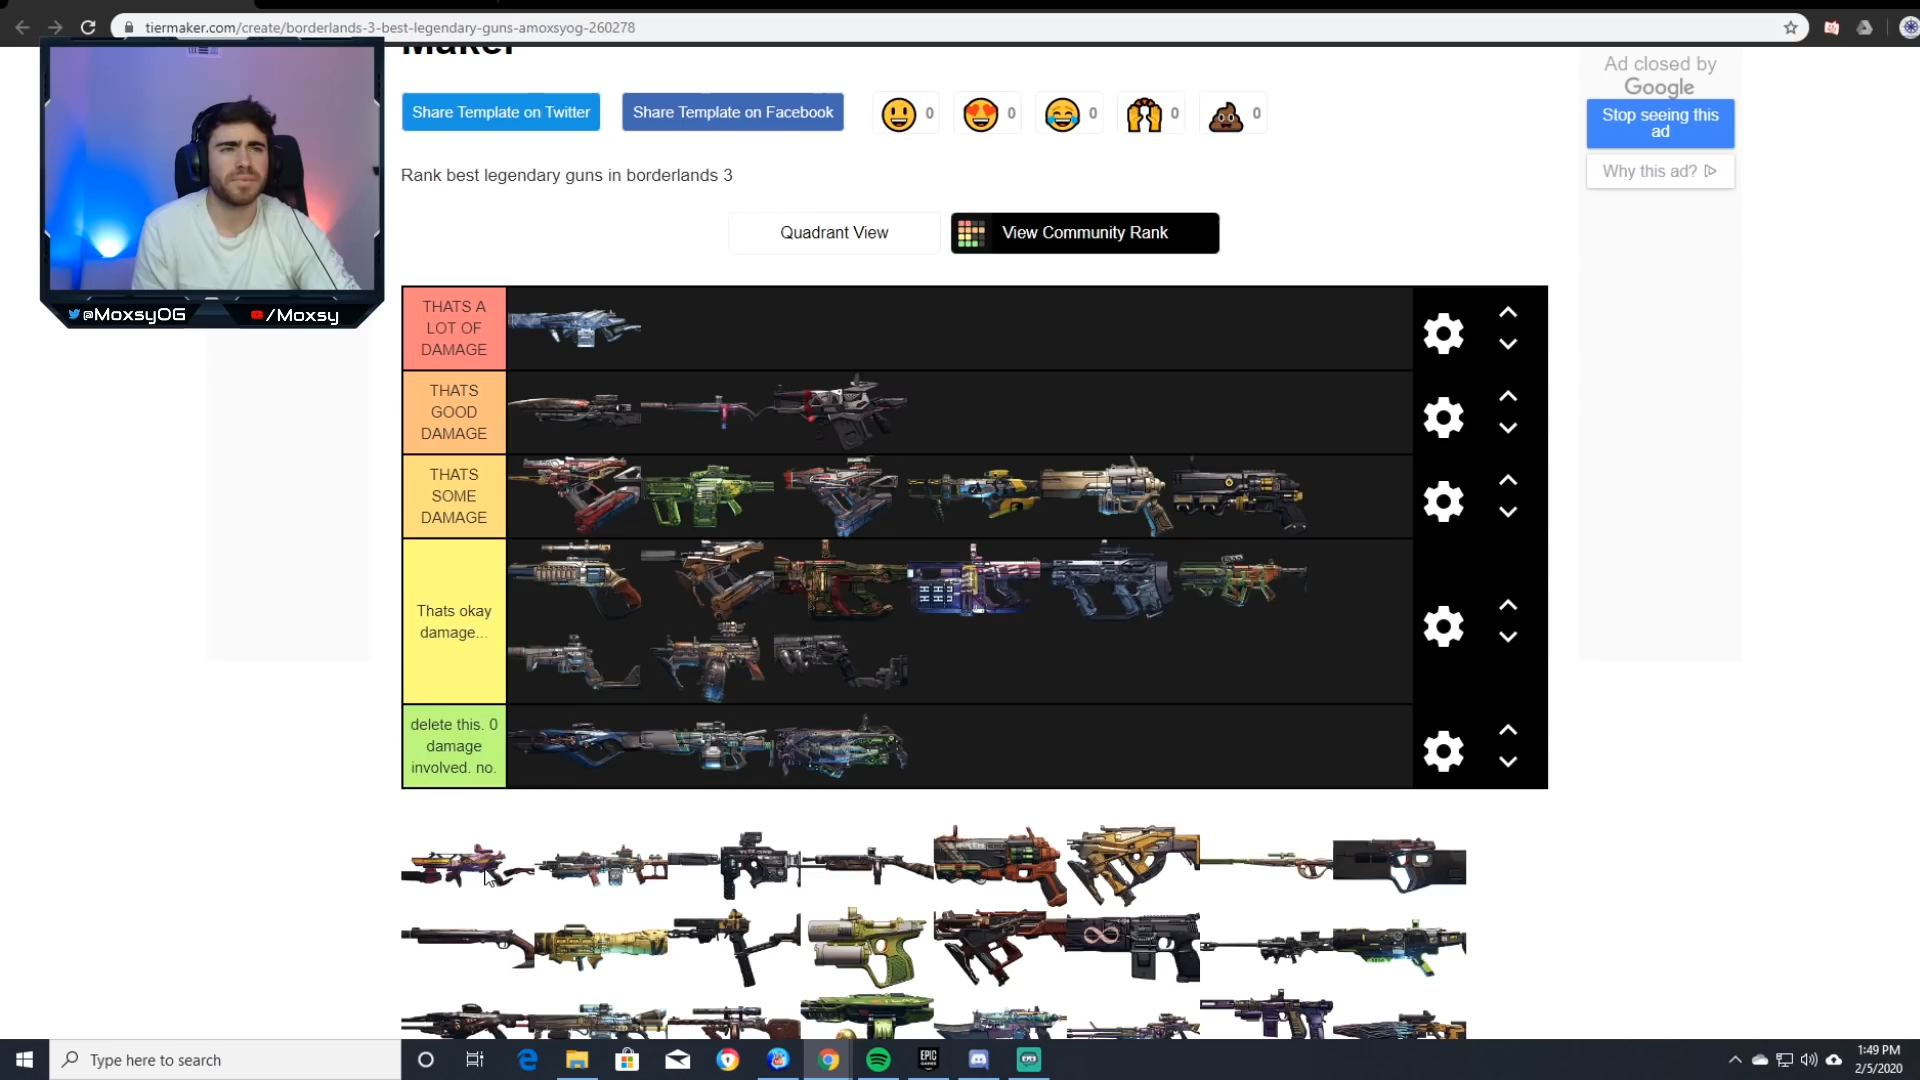 tiermaker.com/create/borderlands-3-best-legendary-guns-amoxsyog-260278
Maker
Ad closed by
Google
Stop seeing this
ad
Why this ad?
Share Template on Twitter
Share Template on Facebook
0
0
0
0
0
Rank best legendary guns in borderlands 3
Quadrant View
View Community Rank
@MoxsyOG
/Moxsy
THATS A
LOT OF
DAMAGE
THATS
GOOD
DAMAGE
THATS
SOME
DAMAGE
Thats okay
damage...
delete this. 0
damage
involved. no.
Type here to search
EPIC
GAMES
1:49 PM
2/5/2020